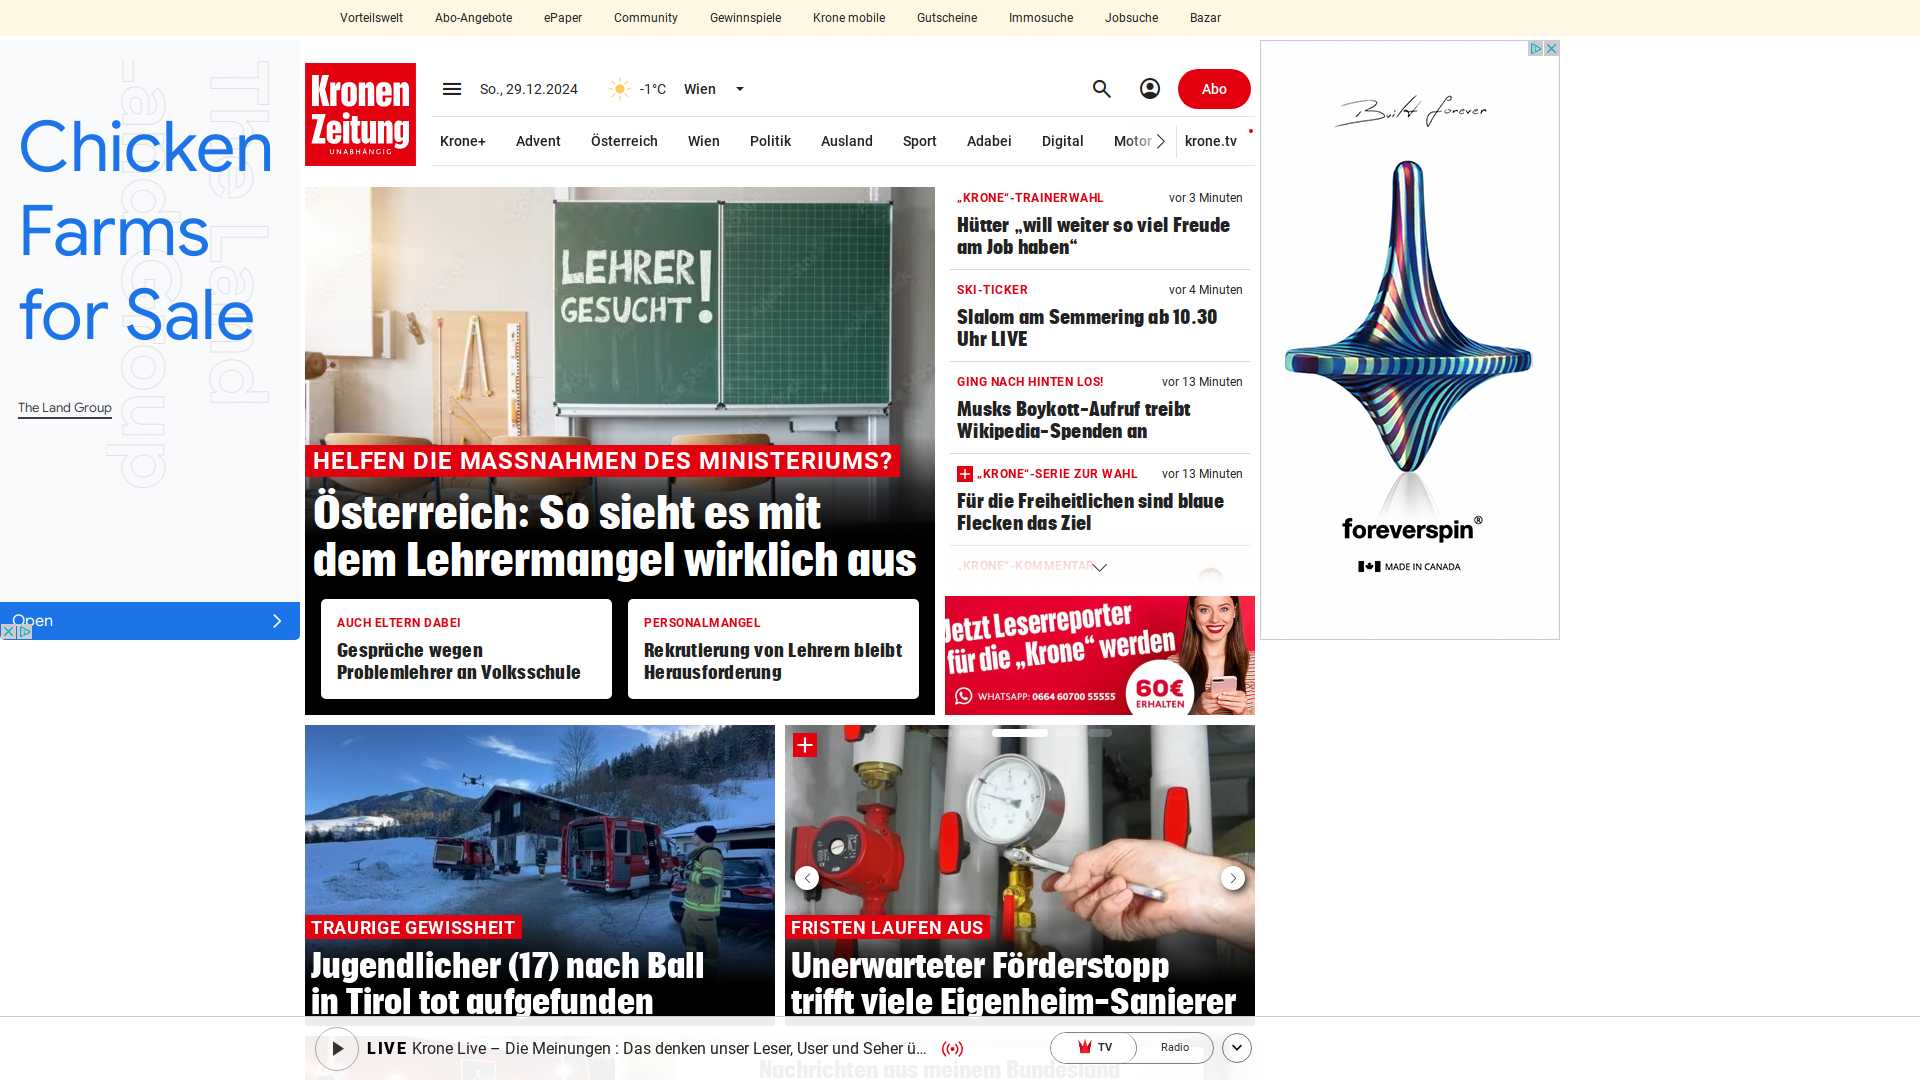 Vorteilswelt Abo-Angebote ePaper Community Gewinnspiele Krone mobile Gutscheine Immosuche Jobsuche Bazar
The Land Group
Chicken
Farms
for Sale
The Land Group
Open
Kronen
Zeitung
UNABHÄNGIG
So., 29.12.2024 -1°C Wien
Abo
Krone+ Advent Österreich Wien Politik Ausland Sport Adabei Digital Motor krone.tv
LEHRER
GESUCHT!
HELFEN DIE MASSNAHMEN DES MINISTERIUMS?
Österreich: So sieht es mit
dem Lehrermangel wirklich aus
AUCH ELTERN DABEI
Gespräche wegen
Problemlehrer an Volksschule
PERSONALMANGEL
Rekrutierung von Lehrern bleibt
Herausforderung
„KRONE“-TRAINERWAHL vor 3 Minuten
Hütter „will weiter so viel Freude
am Job haben“
SKI-TICKER vor 4 Minuten
Slalom am Semmering ab 10.30
Uhr LIVE
GING NACH HINTEN LOS! vor 13 Minuten
Musks Boykott-Aufruf treibt
Wikipedia-Spenden an
„KRONE“-SERIE ZUR WAHL vor 13 Minuten
Für die Freiheitlichen sind blaue
Flecken das Ziel
„KRONE“-KOMMENTAR
Jetzt Leserreporter
für die „Krone“ werden
WHATSAPP: 0664 60700 55555
60€
ERHALTEN
Built forever
foreverspin®
MADE IN CANADA
TRAURIGE GEWISSHEIT
Jugendlicher (17) nach Ball
in Tirol tot aufgefunden
FRISTEN LAUFEN AUS
Unerwarteter Förderstopp
trifft viele Eigenheim-Sanierer
LIVE Krone Live – Die Meinungen : Das denken unser Leser, User und Seher ü...
TV Radio
Nachrichten aus meinem Bundesland